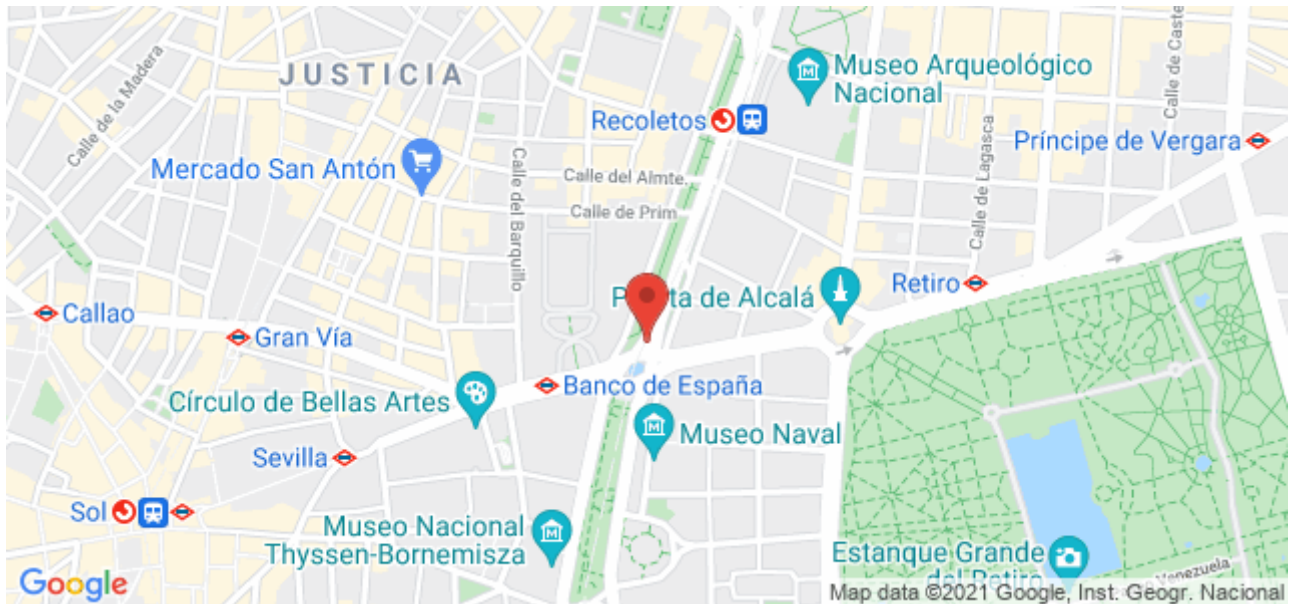 JUSTICIA
Calle de la Madera
Museo Arqueológico
Nacional
Calle de Caste
Recoletos
Calle de Lagasca
Príncipe de Vergara
Mercado San Antón
Calle del Almte.
Calle de Prim
Calle del Barquillo
Callao
Retiro
de Alcalá
Gran Vía
Banco de España
Círculo de Bellas Artes
Museo Naval
Sevilla
Sol
Museo Nacional
Thyssen-Bornemisza
Estanque Grande
del Retiro
Venezuela
Google
Map data ©2021 Google, Inst. Geogr. Nacional